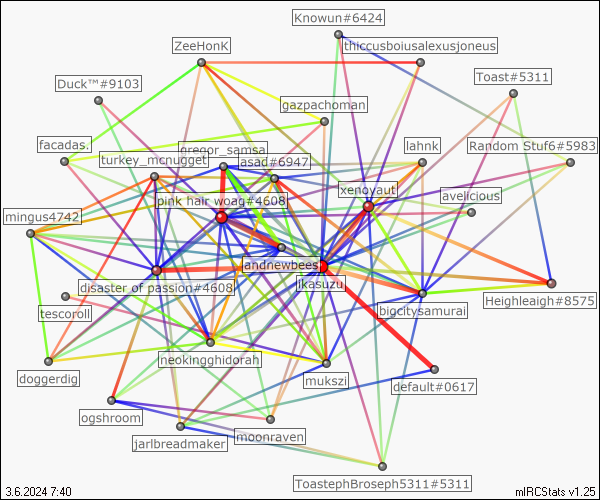 Knowun#6424
ZeeHonK
thiccusboiusalexusjoneus
Duck™#9103
Toast#5311
gazpachoman
facadas.
gregor_samsa
lahnk
Random Stuf6#5983
turkey_mcnugget
asad#6947
xenoyaut
avelicious
pink hair woag#4608
mingus4742
andriewbees
ikasuzu
disaster of passion#4608
Heighleaigh#8575
tescoroll
bigcitysamurai
neokingghidorah
doggerdig
mukszi
default#0617
ogshroom
jarlbreadmaker
moonraven
ToastephBroseph5311#5311
3.6.2024 7:40
mIRCStats v1.25